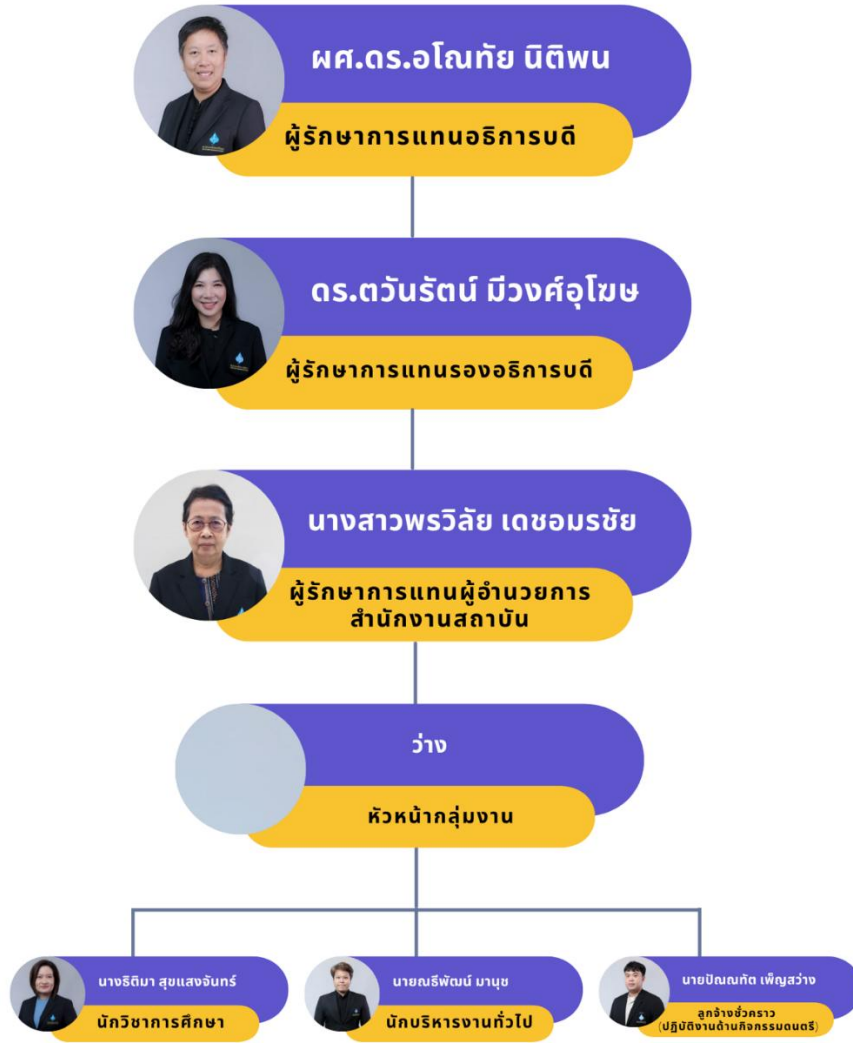 ผศ.ดร.อโณทัย นิติพน
ผู้รักษาการแทนอธิการบดี
ดร.ตวันรัตน์ มีวงศ์อุโฆษ
ผู้รักษาการแทนรองอธิการบดี
นางสาวพรวิลัย เดชอมรชัย
ผู้รักษาการแทนผู้อำนวยการ
สำนักงานสถาบัน
ว่าง
หัวหน้ากลุ่มงาน
นางธิติมา สุขแสงจันทร์
นักวิชาการศึกษา
นายณธีพัฒน์ มานุช
นักบริหารงานทั่วไป
นายปัณณทัต เพ็ญสว่าง
ลูกจ้างชั่วคราว
(ปฏิบัติงานด้านกิจกรรมดนตรี)